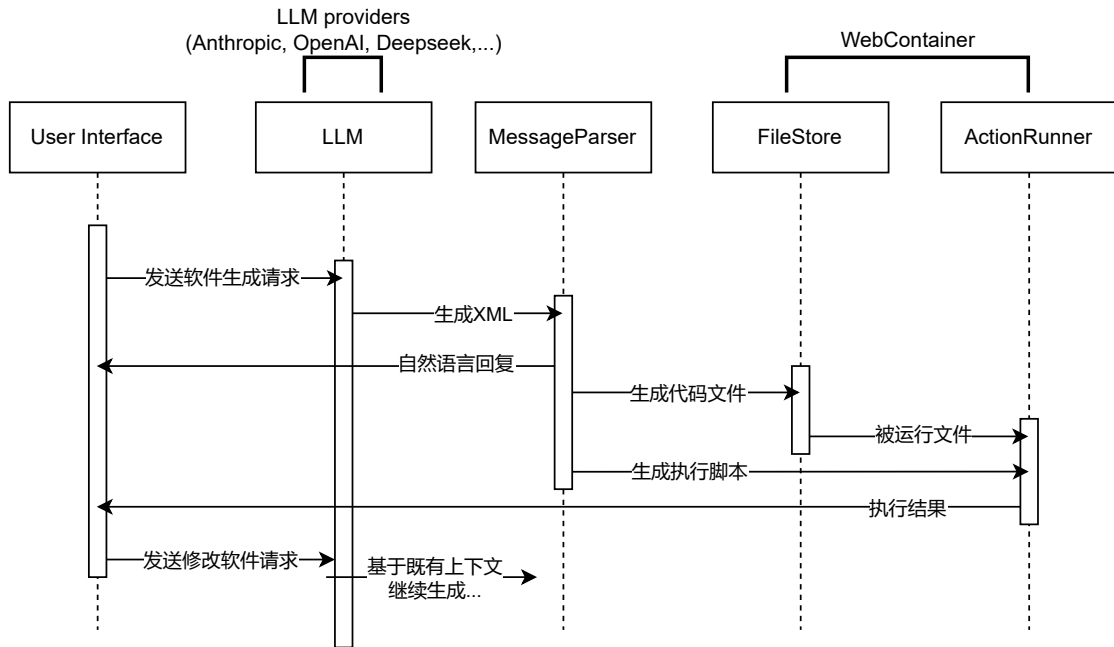 LLM providers
(Anthropic, OpenAI, Deepseek,...)
WebContainer
User Interface
LLM
MessageParser
FileStore
ActionRunner
发送软件生成请求
生成XML
自然语言回复
生成代码文件
被运行文件
生成执行脚本
执行结果
发送修改软件请求
基于既有上下文
继续生成...